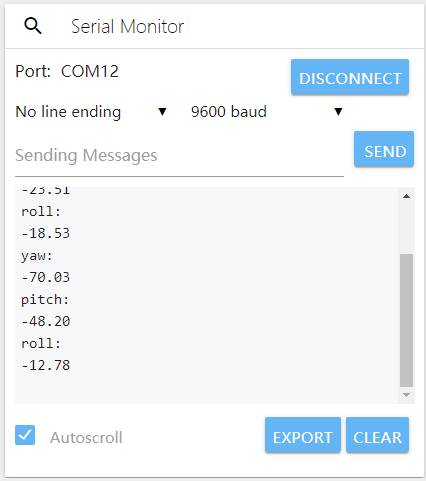 Serial Monitor
Port: COM12
DISCONNECT
No line ending
9600 baud
Sending Messages
SEND
-23.51
roll:
-18.53
yaw:
-70.03
pitch:
-48.20
roll:
-12.78
Autoscroll
EXPORT
CLEAR